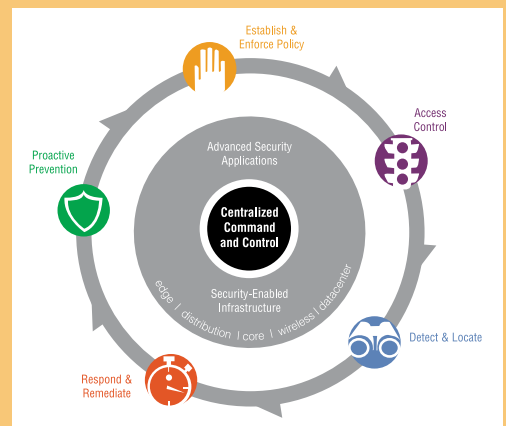 Establish &
Enforce Policy
Access
Control
Proactive
Prevention
Advanced Security
Applications
Centralized
Command
and Control
Security-Enabled
Infrastructure
edge | distribution | core | wireless | datacenter
Detect & Locate
Respond &
Remediate